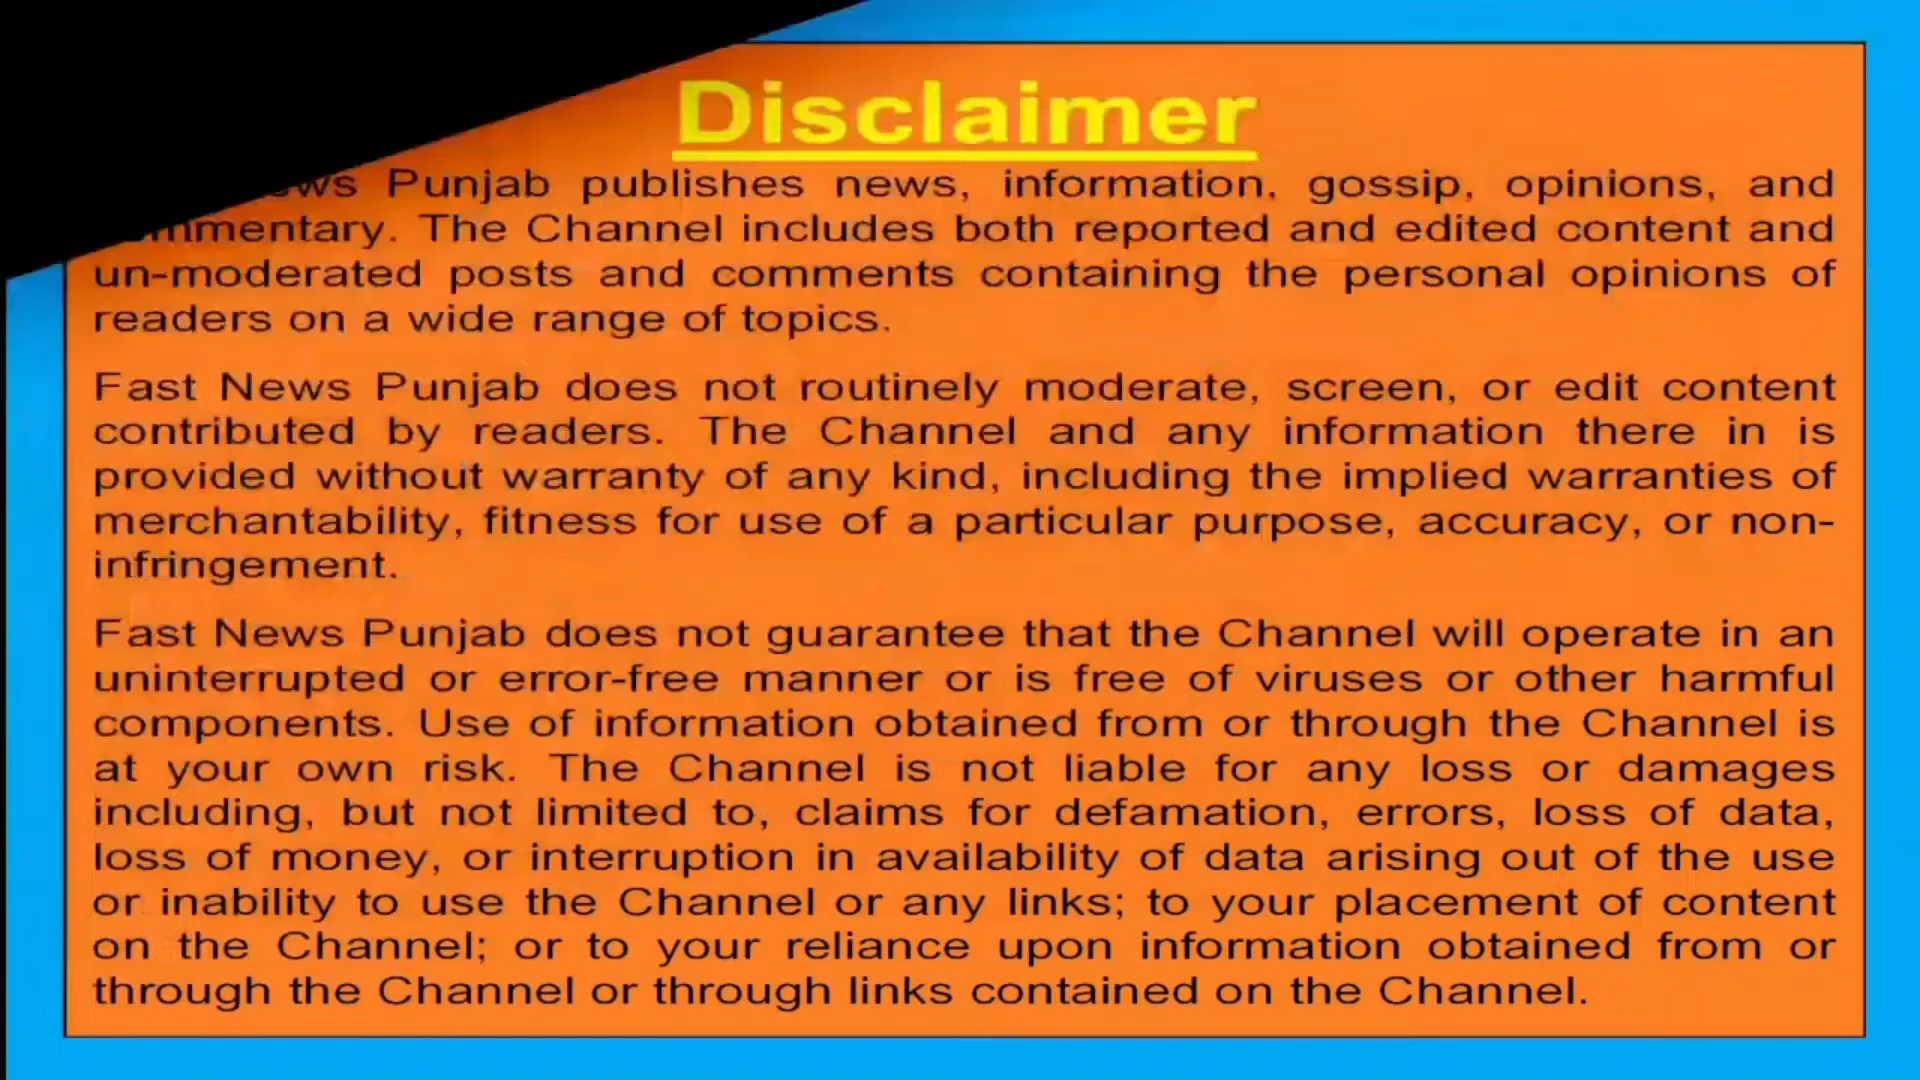 Disclaimer
Punjab publishes news, information, gossip, opinions, and
The Channel includes both reported and edited content and
un-moderated posts and comments containing the personal opinions of
readers on a wide range of topics.
Fast News Punjab does not routinely moderate, screen, or edit content
contributed by readers. The Channel and any information there in is
provided without warranty of any kind, including the implied warranties of
merchantability, fitness for use of a particular purpose, accuracy, or non-
infringement.
Fast News Punjab does not guarantee that the Channel will operate in an
uninterrupted or error-free manner or is free of viruses or other harmful
components. Use of information obtained from or through the Channel is
at your own risk. The Channel is not liable for any loss or damages
including, but not limited to, claims for defamation, errors, loss of data,
loss of money, or interruption in availability of data arising out of the use
or inability to use the Channel or any links; to your placement of content
on the Channel; or to your reliance upon information obtained from or
through the Channel or through links contained on the Channel.